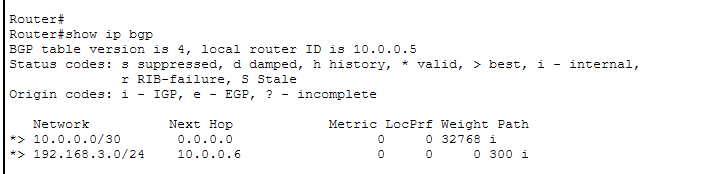 Router#
Router#show ip bgp
BGP table version is 4, local router ID is 10.0.0.5
Status codes: s suppressed, d damped, h history, * valid, > best, i - internal,
              r RIB-failure, S Stale
Origin codes: i - IGP, e - EGP, ? - incomplete

   Network          Next Hop            Metric LocPrf Weight Path
*> 10.0.0.0/30       0.0.0.0                  0     0 32768 i
*> 192.168.3.0/24    10.0.0.6                 0     0     0 300 i